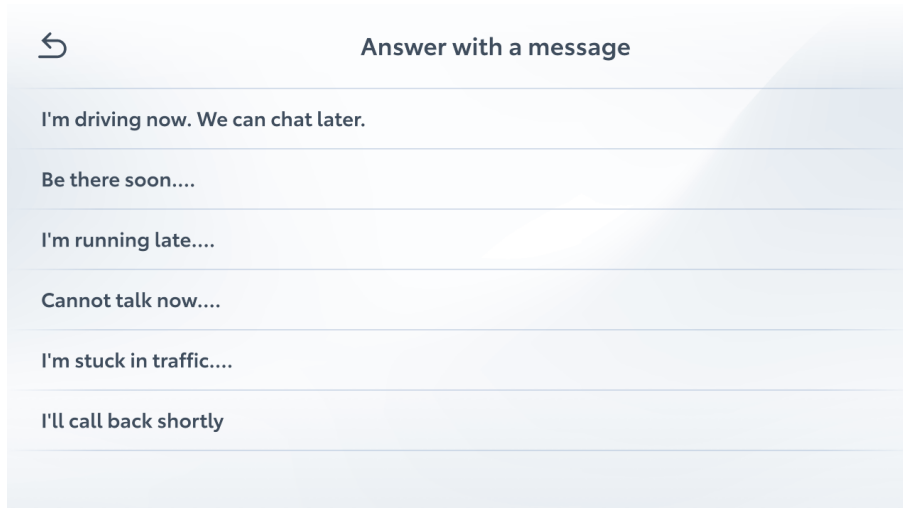 Answer with a message
I'm driving now. We can chat later.
Be there soon....
I'm running late....
Cannot talk now....
I'm stuck in traffic....
I'll call back shortly